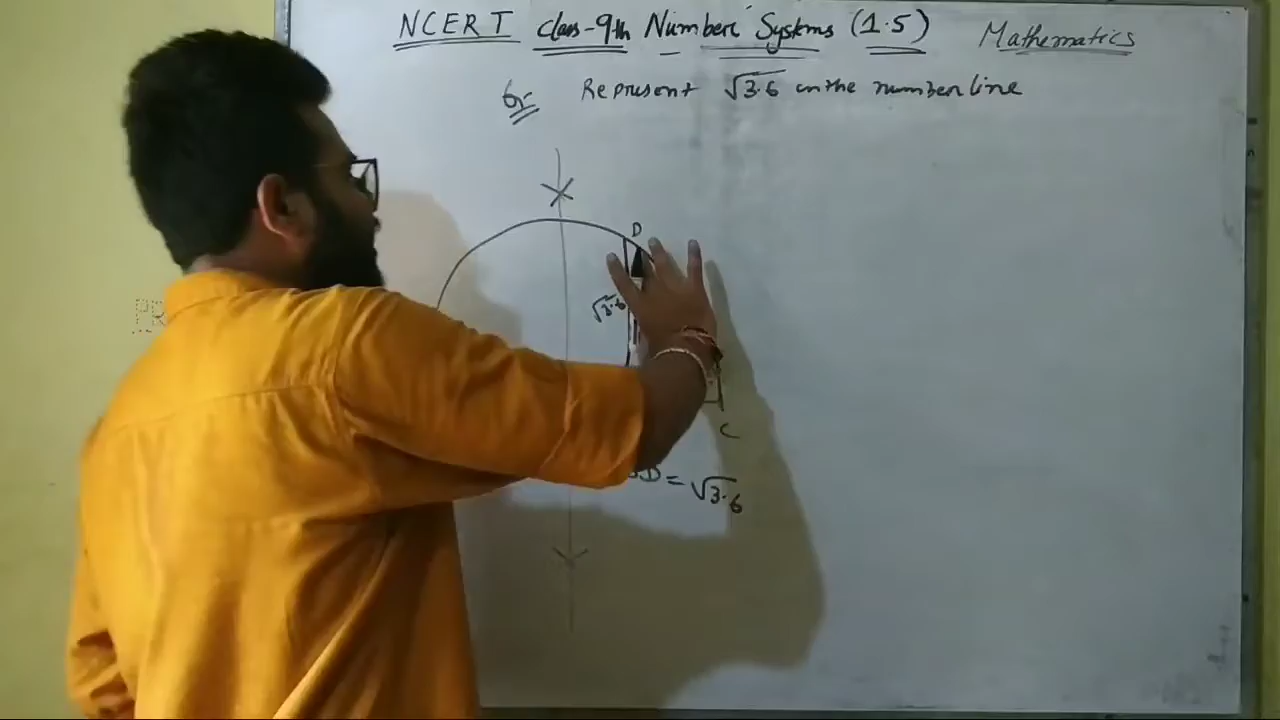 NCERT Class-9th Number Systems (1.5) Mathematics
Represent √3.6 on the number line
D
√3.6
C
D = √3.6